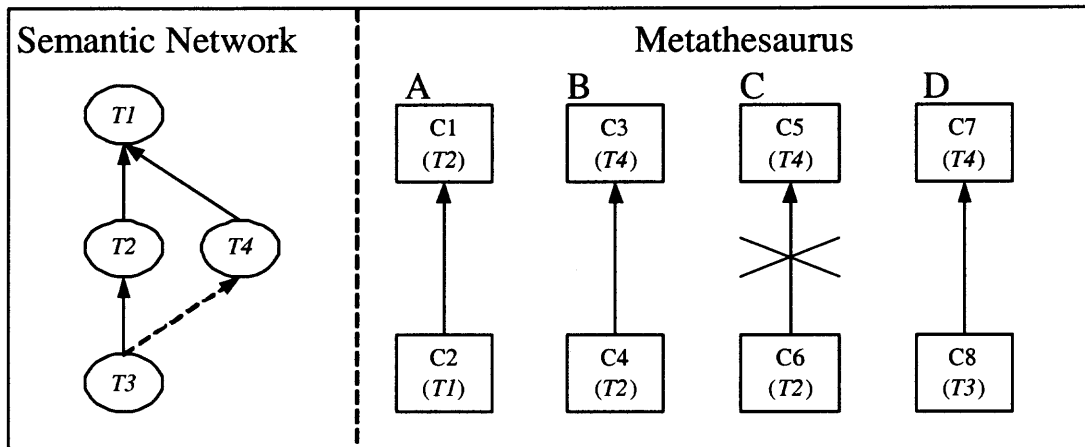 Semantic Network
Metathesaurus
A
B
C
D
T1
C1
(T2)
C3
(T4)
C5
(T4)
C7
(T4)
T2
T4
T3
C2
(T1)
C4
(T2)
C6
(T2)
C8
(T3)